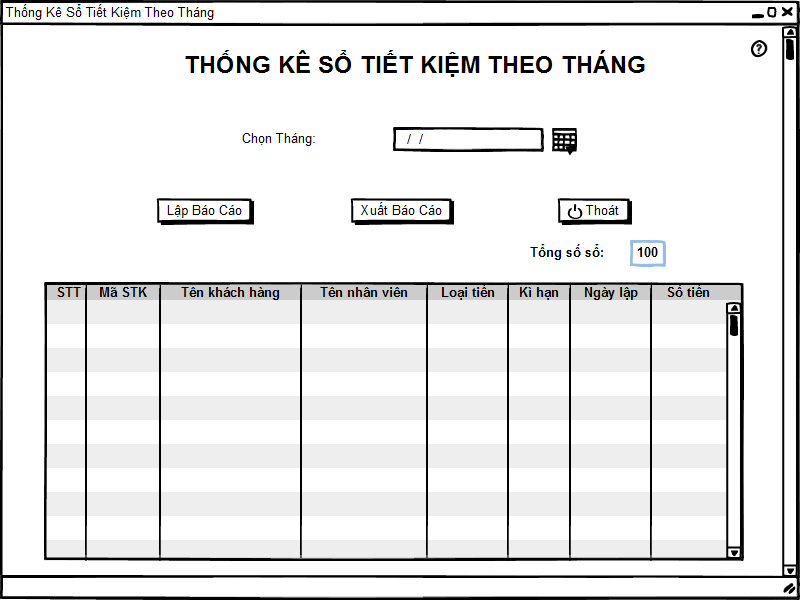 Thống Kê Sổ Tiết Kiệm Theo Tháng
THỐNG KÊ SỔ TIẾT KIỆM THEO THÁNG
?
Chọn Tháng: / /
Lập Báo Cáo Xuất Báo Cáo Thoát
Tổng số sổ: 100
STT Mã STK Tên khách hàng Tên nhân viên Loại tiền Kì hạn Ngày lập Số tiền